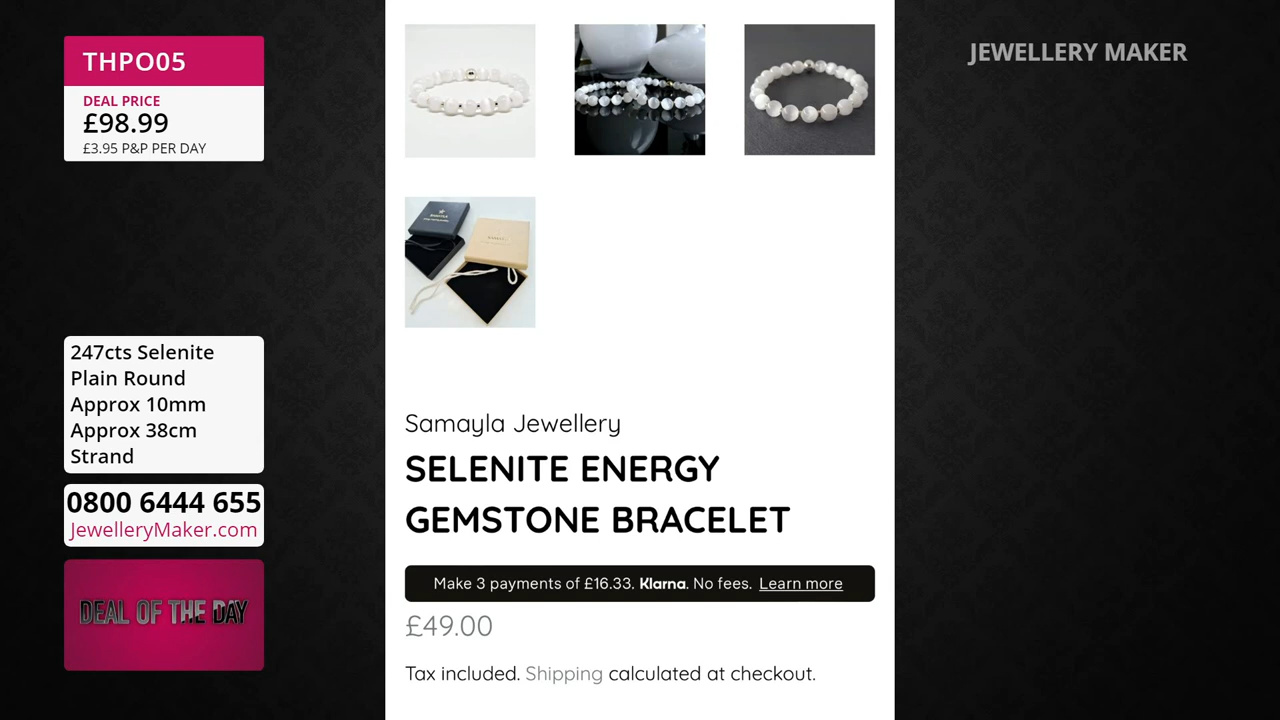 THPO05
DEAL PRICE
£98.99
£3.95 P&P PER DAY
247cts Selenite
Plain Round
Approx 10mm
Approx 38cm
Strand
0800 6444 655
JewelleryMaker.com
DEAL OF THE DAY
Samayla Jewellery
SELENITE ENERGY
GEMSTONE BRACELET
Make 3 payments of £16.33. Klarna. No fees. Learn more
£49.00
Tax included. Shipping calculated at checkout.
JEWELLERY MAKER